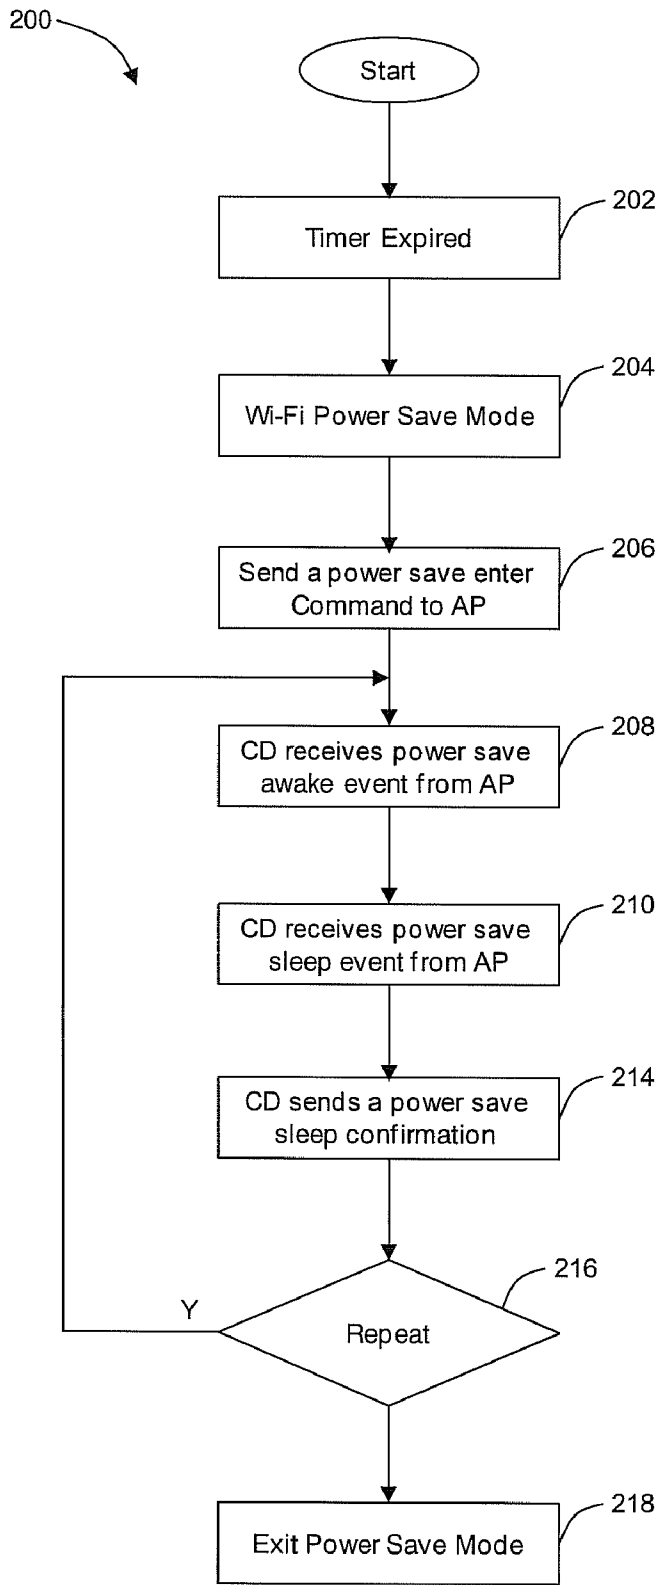 200
Start
202
Timer Expired
204
Wi-Fi Power Save Mode
206
Send a power save enter
Command to AP
208
CD receives power save
awake event from AP
210
CD receives power save
sleep event from AP
214
CD sends a power save
sleep confirmation
216
Y
Repeat
218
Exit Power Save Mode